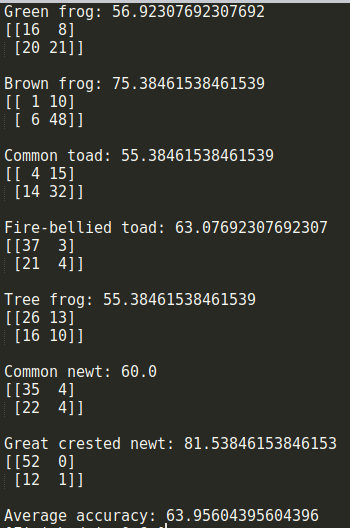 Green frog: 56.92307692307692
[[16  8]
 [20 21]]
Brown frog: 75.38461538461539
[[ 1 10]
 [ 6 48]]
Common toad: 55.38461538461539
[[ 4 15]
 [14 32]]
Fire-bellied toad: 63.07692307692307
[[37  3]
 [21  4]]
Tree frog: 55.38461538461539
[[26 13]
 [16 10]]
Common newt: 60.0
[[35  4]
 [22  4]]
Great crested newt: 81.53846153846153
[[52  0]
 [12  1]]
Average accuracy: 63.95604395604396